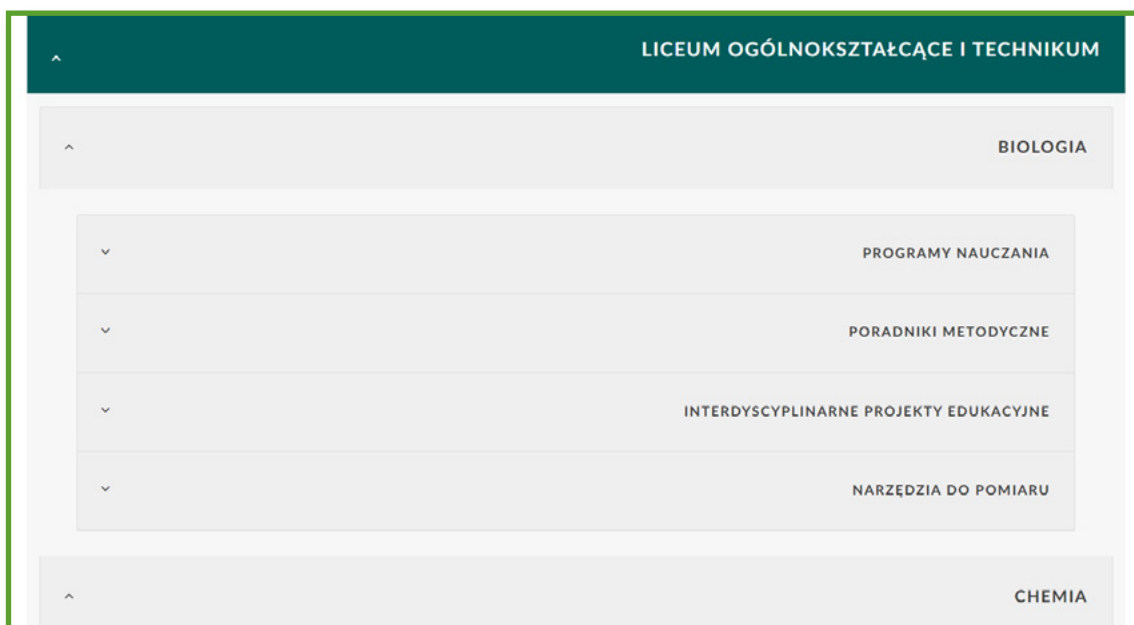 LICEUM OGÓLNOKSZTAŁCĄCE I TECHNIKUM
BIOLOGIA
PROGRAMY NAUCZANIA
PORADNIKI METODYCZNE
INTERDYSCYPLINARNE PROJEKTY EDUKACYJNE
NARZĘDZIA DO POMIARU
CHEMIA